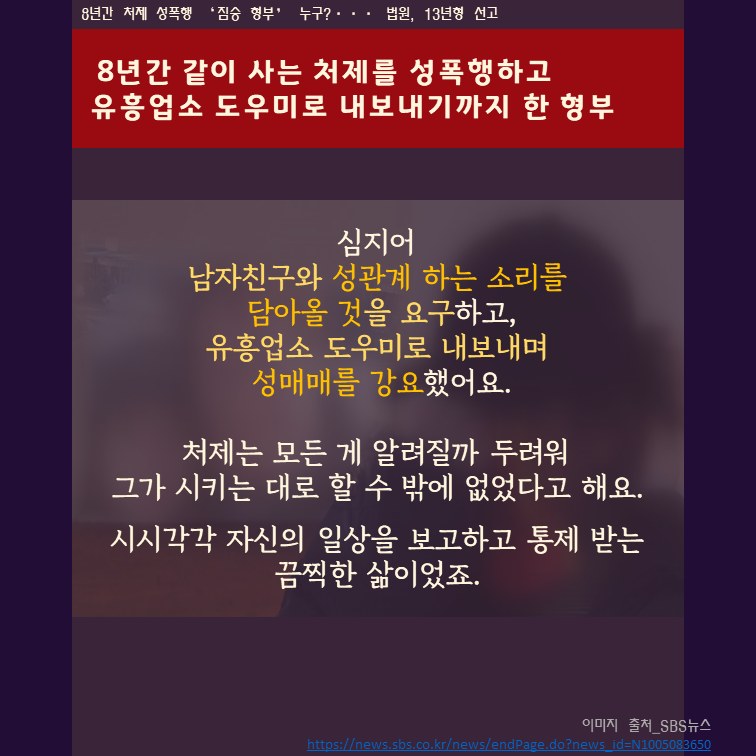 8년간 처제 성폭행 '짐승 형부' 누구?··· 법원, 13년형 선고
8년간 같이 사는 처제를 성폭행하고
유흥업소 도우미로 내보내기까지 한 형부
심지어
남자친구와 성관계 하는 소리를
담아올 것을 요구하고,
유흥업소 도우미로 내보내며
성매매를 강요했어요.
처제는 모든 게 알려질까 두려워
그가 시키는 대로 할 수 밖에 없었다고 해요.
시시각각 자신의 일상을 보고하고 통제 받는
끔찍한 삶이었죠.
이미지 출처_SBS뉴스
https://news.sbs.co.kr/news/endPage.do?news_id=N1005083650